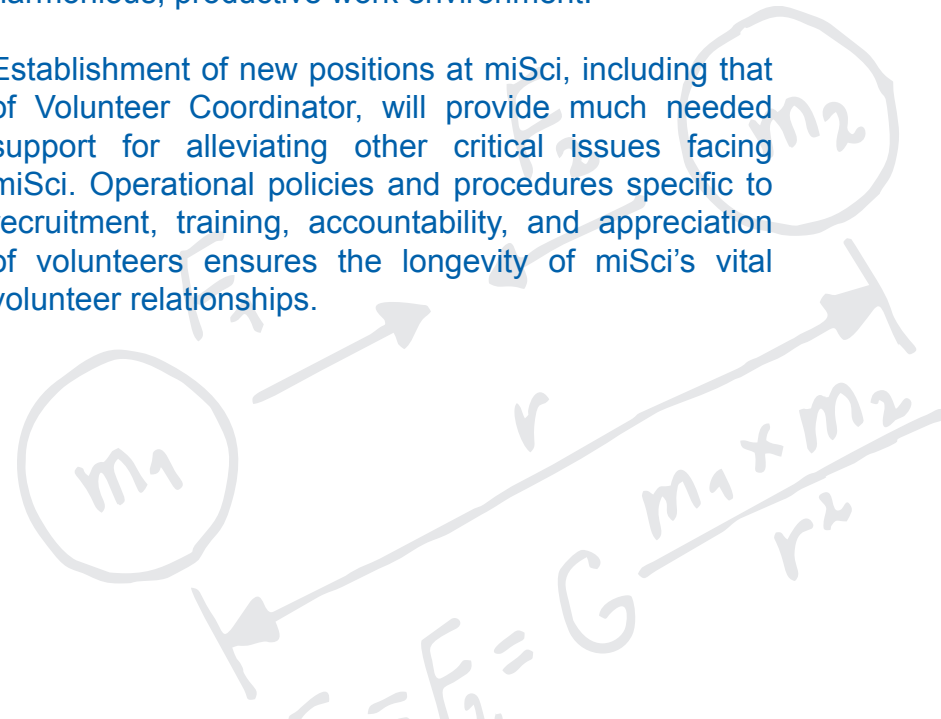 harmonious, productive work environment.
Establishment of new positions at miSci, including that
of Volunteer Coordinator, will provide much needed
support for alleviating other critical issues facing
miSci. Operational policies and procedures specific to
recruitment, training, accountability, and appreciation
of volunteers ensures the longevity of miSci's vital
volunteer relationships.
F₂ m₂
F₁
m₁
r
= F₂ = G m₁ × m₂ / r²